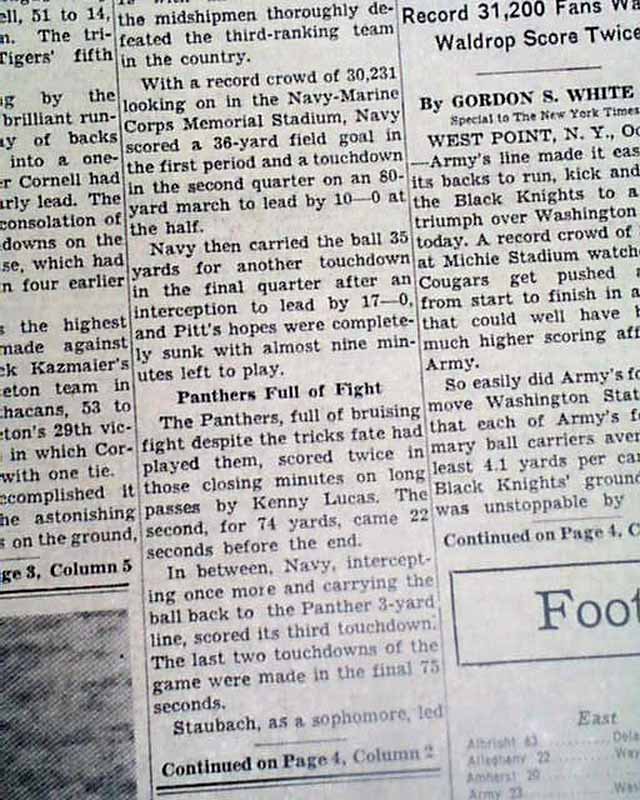 ell, 51 to 14,
n. The tri-
Tigers' fifth
ng by the
brilliant run-
ay of backs
into a one-
er Cornell had
arly lead. The
consolation of
downs on the
se, which had
n four earlier
s the highest
made against
ck Kazmaier's
eton team in
thacans, 53 to
eton's 29th vic-
in which Cor-
with one tie.
ccomplished it
he astonishing
s on the ground,
ge 3, Column 5
the midshipmen thoroughly de-
feated the third-ranking team
in the country.
With a record crowd of 30,231
looking on in the Navy-Marine
Corps Memorial Stadium, Navy
scored a 36-yard field goal in
the first period and a touchdown
in the second quarter on an 80-
yard march to lead by 10—0 at
the half.
Navy then carried the ball 35
yards for another touchdown
in the final quarter after an
interception to lead by 17—0,
and Pitt's hopes were complete-
ly sunk with almost nine min-
utes left to play.
Panthers Full of Fight
The Panthers, full of bruising
fight despite the tricks fate had
played them, scored twice in
those closing minutes on long
passes by Kenny Lucas. The
second, for 74 yards, came 22
seconds before the end.
In between, Navy, intercept-
ing once more and carrying the
ball back to the Panther 3-yard
line, scored its third touchdown.
The last two touchdowns of the
game were made in the final 75
seconds.
Staubach, as a sophomore, led
Continued on Page 4, Column 2
Record 31,200 Fans Wa
Waldrop Score Twice
By GORDON S. WHITE
Special to The New York Times
WEST POINT, N. Y., Oc
—Army's line made it eas
its backs to run, kick and
the Black Knights to a
triumph over Washington
today. A record crowd of
at Michie Stadium watch
Cougars get pushed
from start to finish in a
that could well have b
much higher scoring aff
Army.
So easily did Army's fo
move Washington Stat
that each of Army's f
mary ball carriers aver
least 4.1 yards per car
Black Knights' ground
was unstoppable by
Continued on Page 4, C
Foot
East
Albright 63 Dela
Allegheny 22 Way
Amherst 20
Army 23 Wa